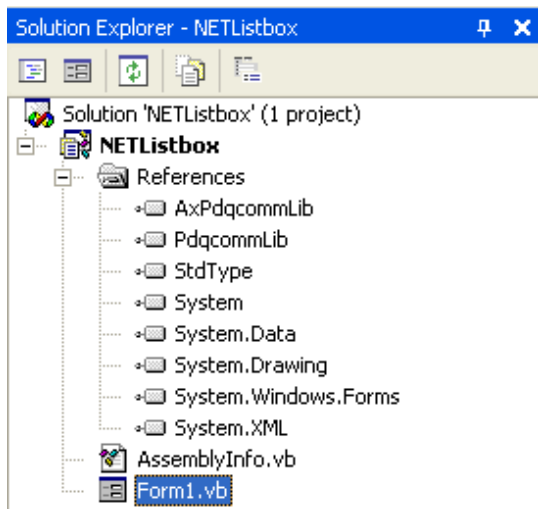 Solution Explorer - NETListbox
Solution 'NETListbox' (1 project)
NETListbox
References
AxPdqcommLib
PdqcommLib
StdType
System
System.Data
System.Drawing
System.Windows.Forms
System.XML
AssemblyInfo.vb
Form1.vb